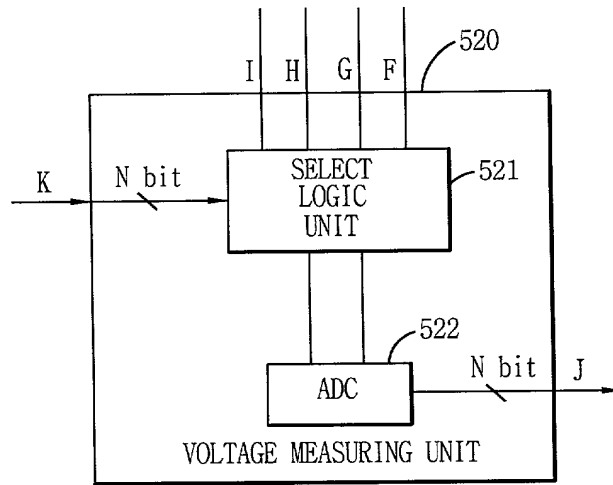 520
I H G F
K
N bit
SELECT
LOGIC
UNIT
521
522
ADC
N bit
J
VOLTAGE MEASURING UNIT